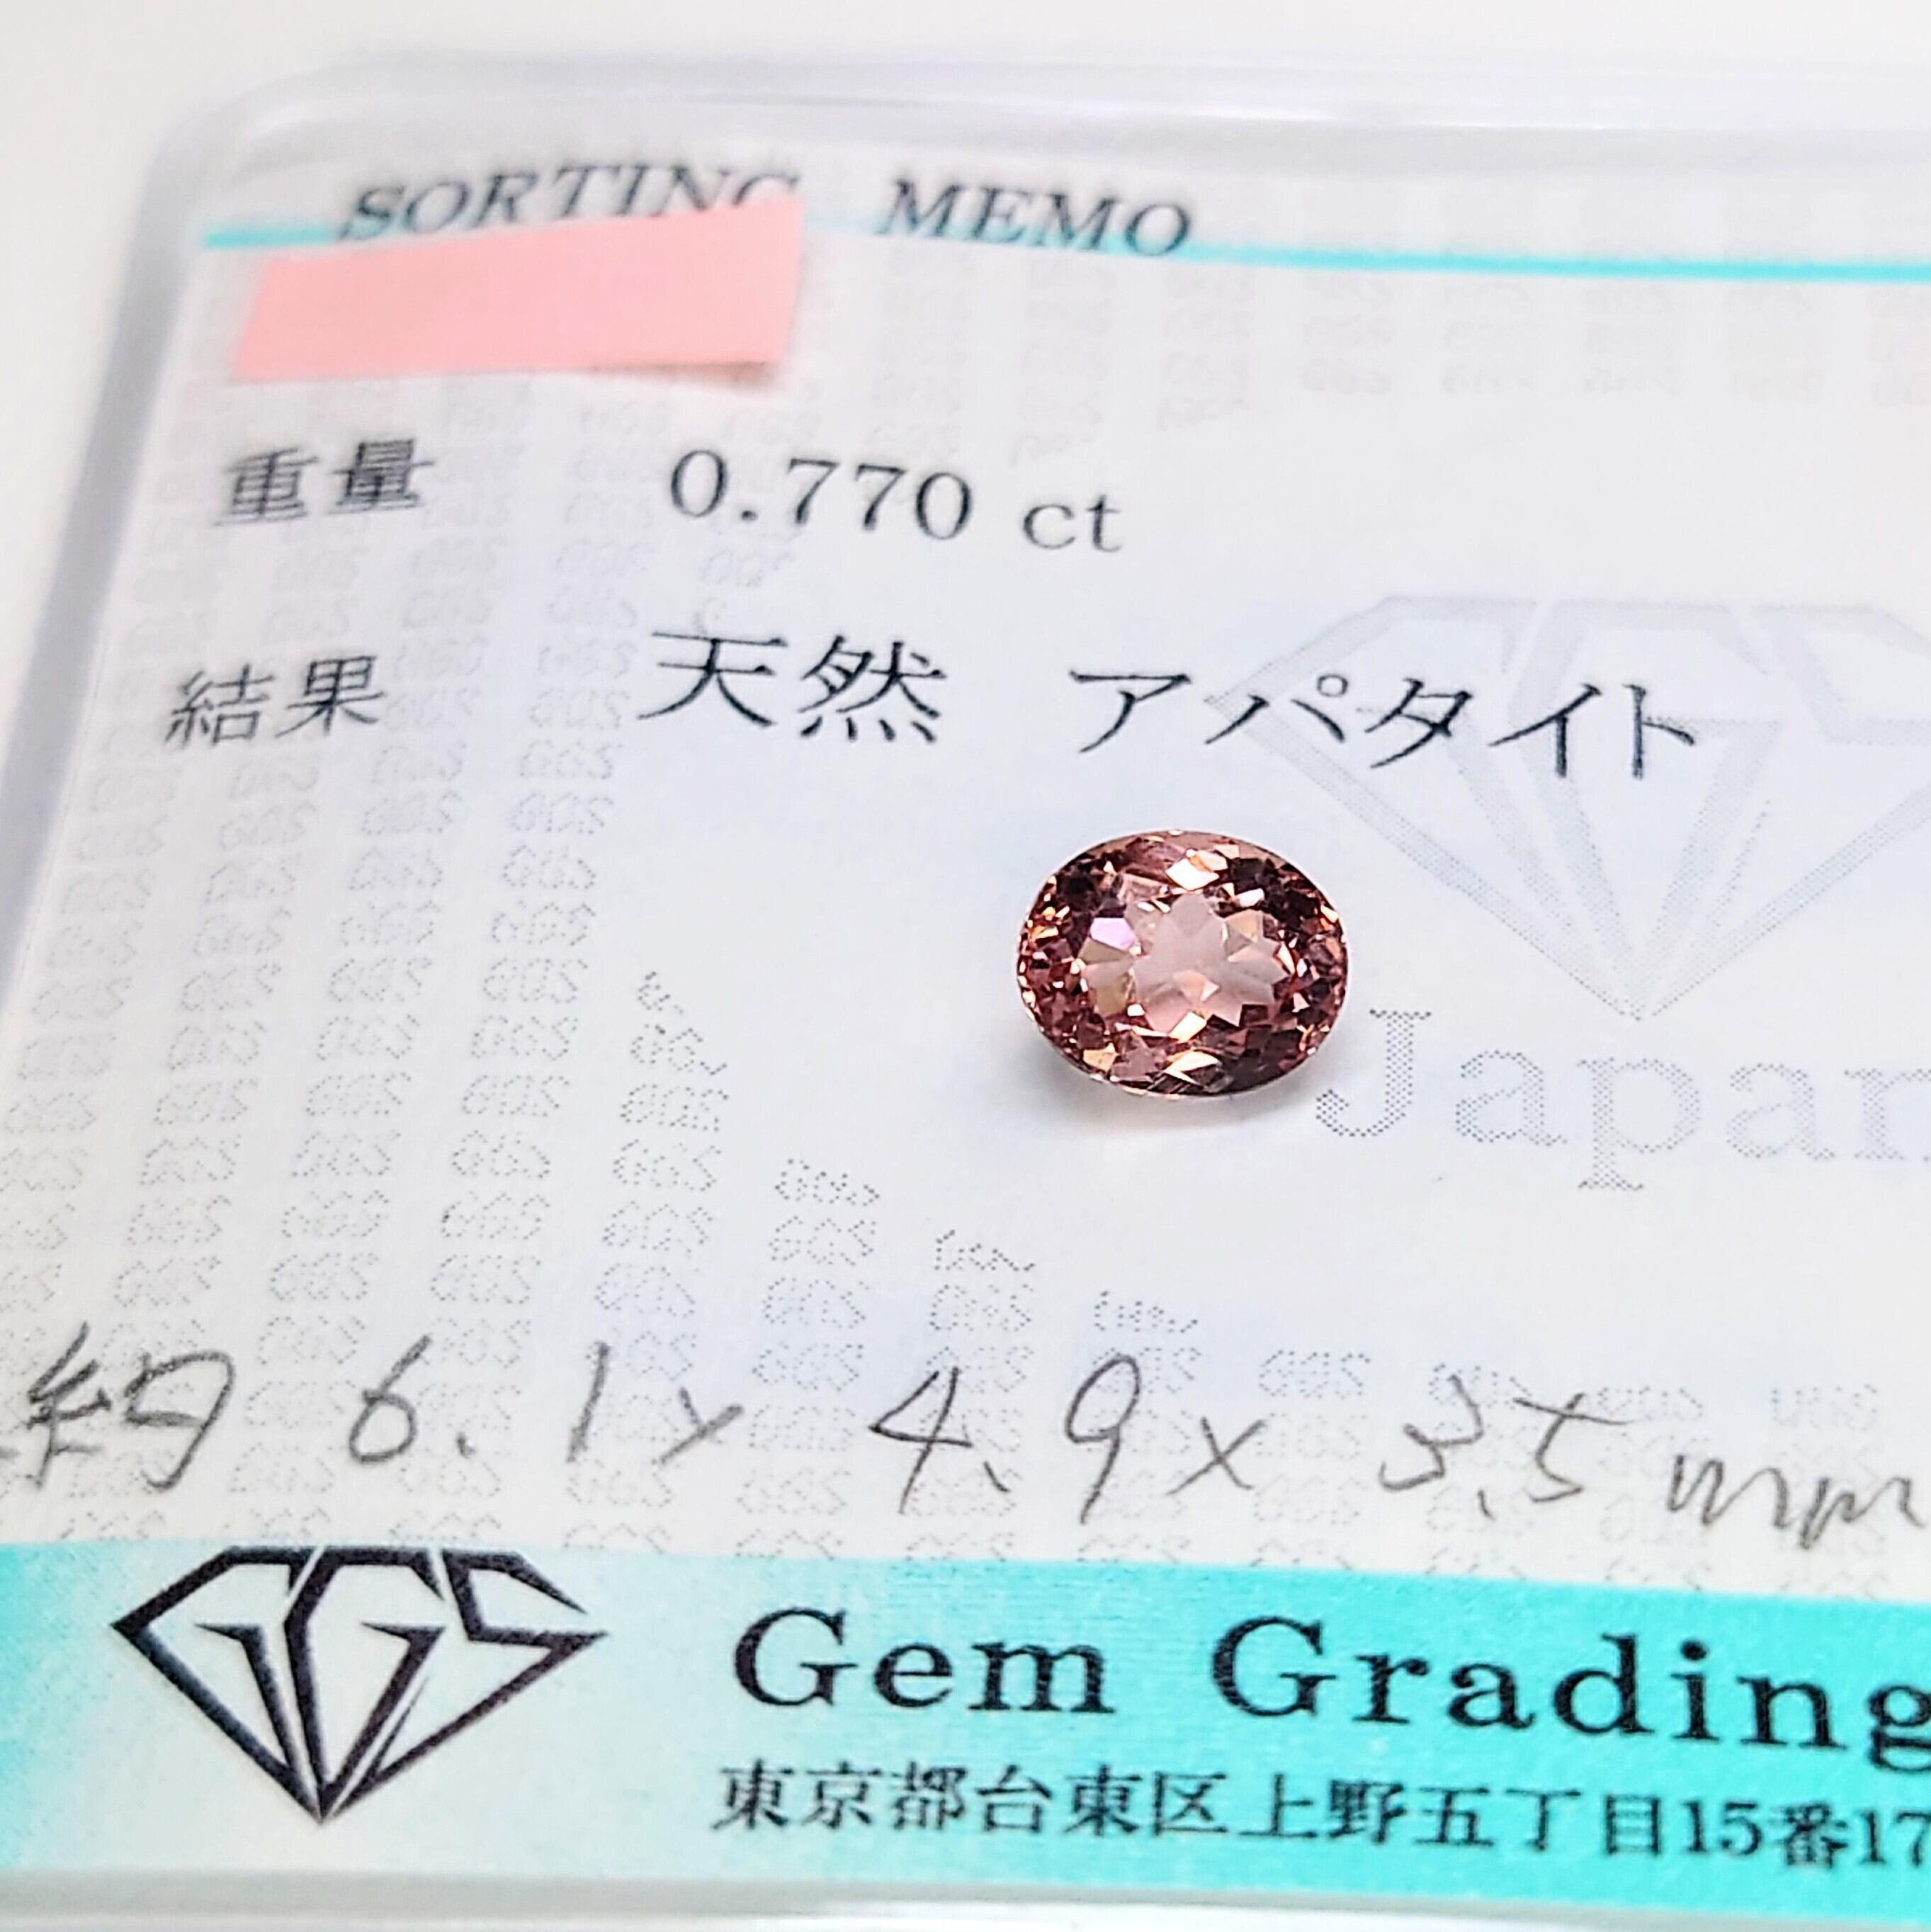 SORTING MEMO
重量 0.770 ct
結果 天然 アパタイト
Japan
約 6.1 x 4.9 x 3.5 mm
GGS Gem Grading
東京都台東区上野五丁目15番17